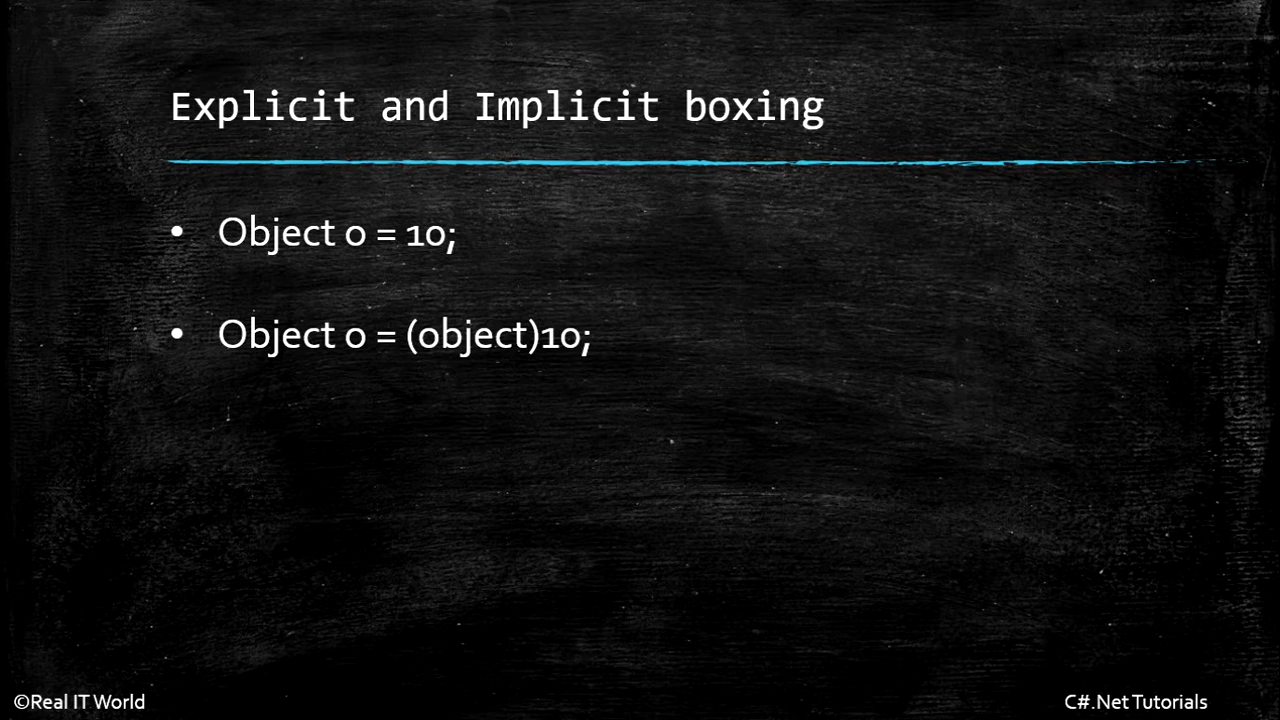 Explicit and Implicit boxing
• Object o = 10;
• Object o = (object)10;
©Real IT World
C#.Net Tutorials